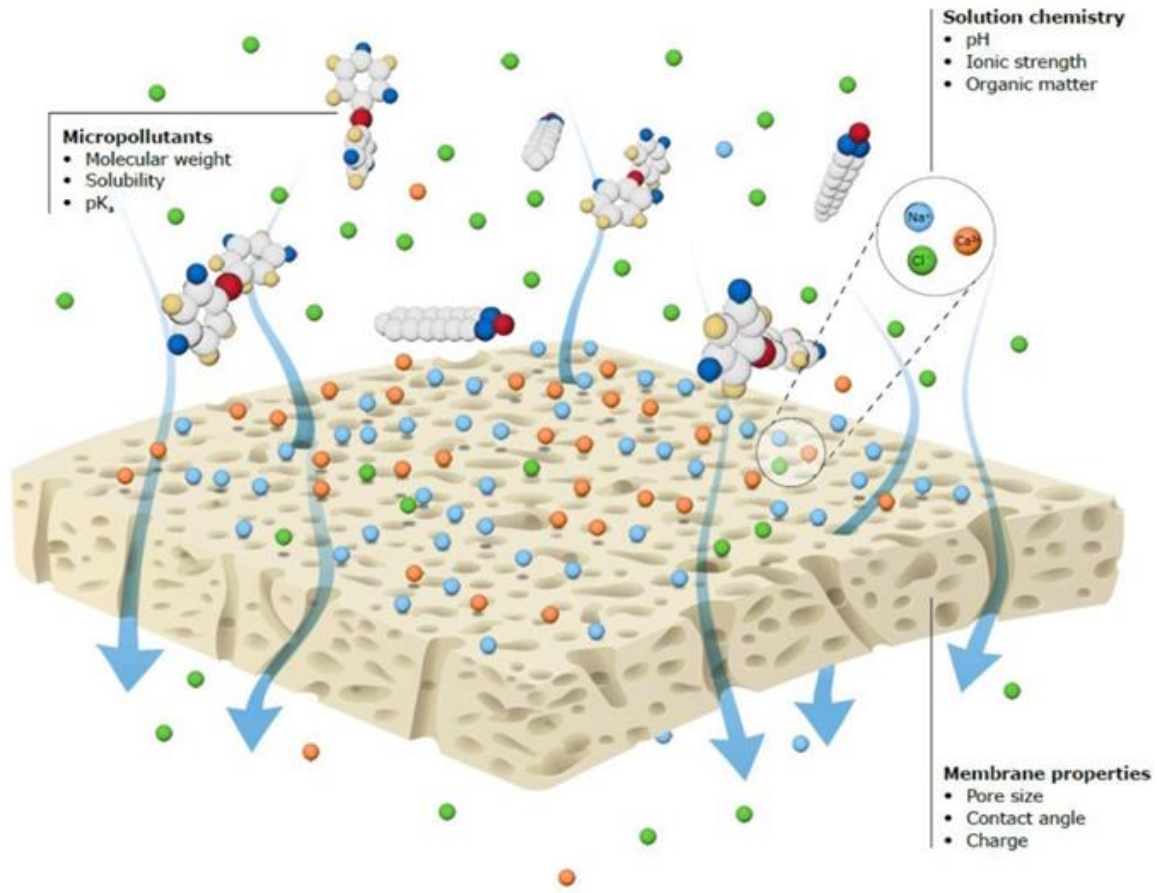 Solution chemistry
• pH
• Ionic strength
• Organic matter
Micropollutants
• Molecular weight
• Solubility
• pKₐ
Na⁺
Ca²⁺
Cl⁻
Membrane properties
• Pore size
• Contact angle
• Charge